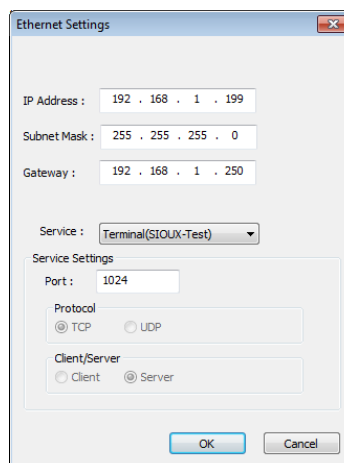 Ethernet Settings
IP Address : 192 . 168 . 1 . 199
Subnet Mask : 255 . 255 . 255 . 0
Gateway : 192 . 168 . 1 . 250
Service : Terminal(SIOUX-Test)
Service Settings
Port : 1024
Protocol
TCP UDP
Client/Server
Client Server
OK Cancel